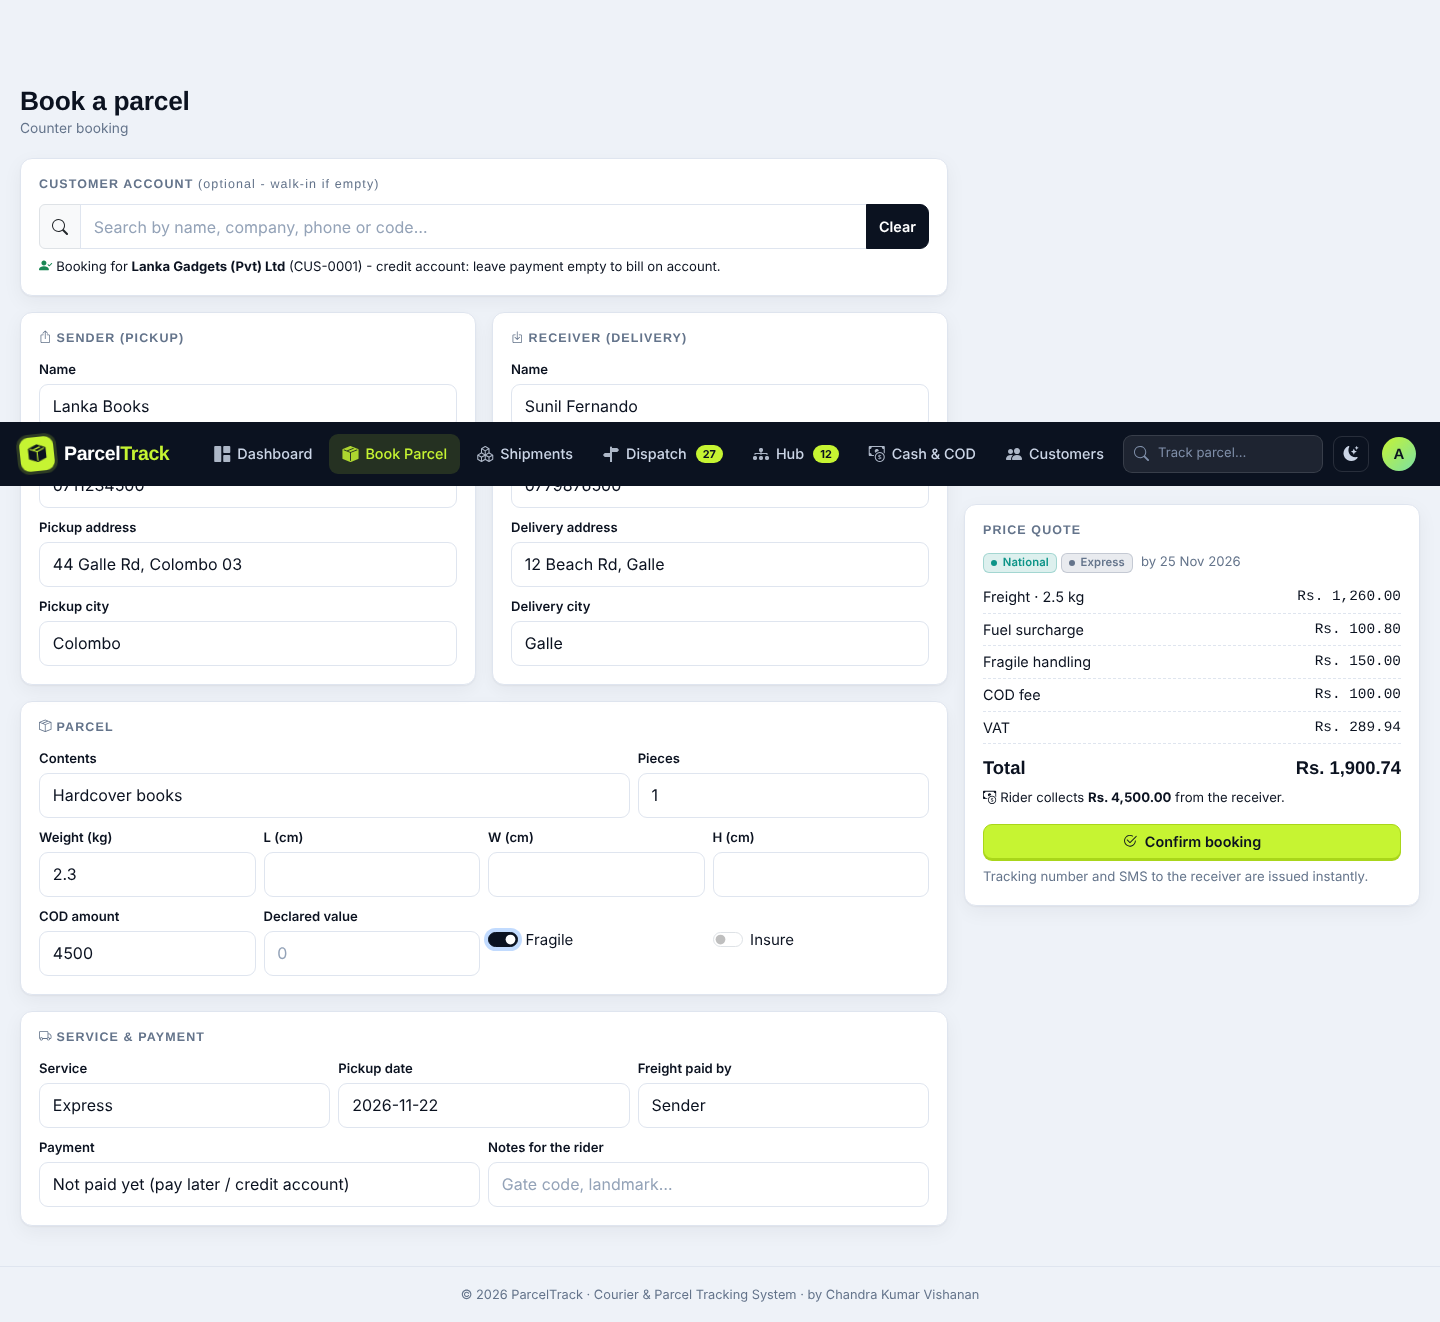 Book a parcel
Counter booking
CUSTOMER ACCOUNT (optional - walk-in if empty)
Search by name, company, phone or code...
Clear
Booking for Lanka Gadgets (Pvt) Ltd (CUS-0001) - credit account: leave payment empty to bill on account.
SENDER (PICKUP)
Name
Lanka Books
RECEIVER (DELIVERY)
Name
Sunil Fernando
ParcelTrack
Dashboard
Book Parcel
Shipments
Dispatch 27
Hub 12
Cash & COD
Customers
Track parcel...
A
Pickup address
44 Galle Rd, Colombo 03
Pickup city
Colombo
Delivery address
12 Beach Rd, Galle
Delivery city
Galle
PARCEL
Contents
Hardcover books
Pieces
1
Weight (kg)
2.3
L (cm)
W (cm)
H (cm)
COD amount
4500
Declared value
0
Fragile
Insure
SERVICE & PAYMENT
Service
Express
Pickup date
2026-11-22
Freight paid by
Sender
Payment
Not paid yet (pay later / credit account)
Notes for the rider
Gate code, landmark...
PRICE QUOTE
National Express by 25 Nov 2026
Freight · 2.5 kg Rs. 1,260.00
Fuel surcharge Rs. 100.80
Fragile handling Rs. 150.00
COD fee Rs. 100.00
VAT Rs. 289.94
Total Rs. 1,900.74
Rider collects Rs. 4,500.00 from the receiver.
Confirm booking
Tracking number and SMS to the receiver are issued instantly.
© 2026 ParcelTrack · Courier & Parcel Tracking System · by Chandra Kumar Vishanan